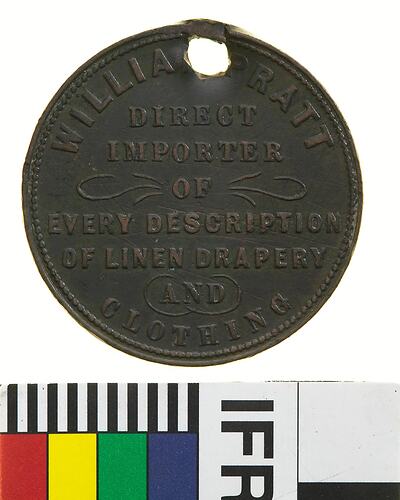 WILLIA PRATT
DIRECT
IMPORTER
OF
EVERY DESCRIPTION
OF LINEN DRAPERY
AND
CLOTHING
IFR